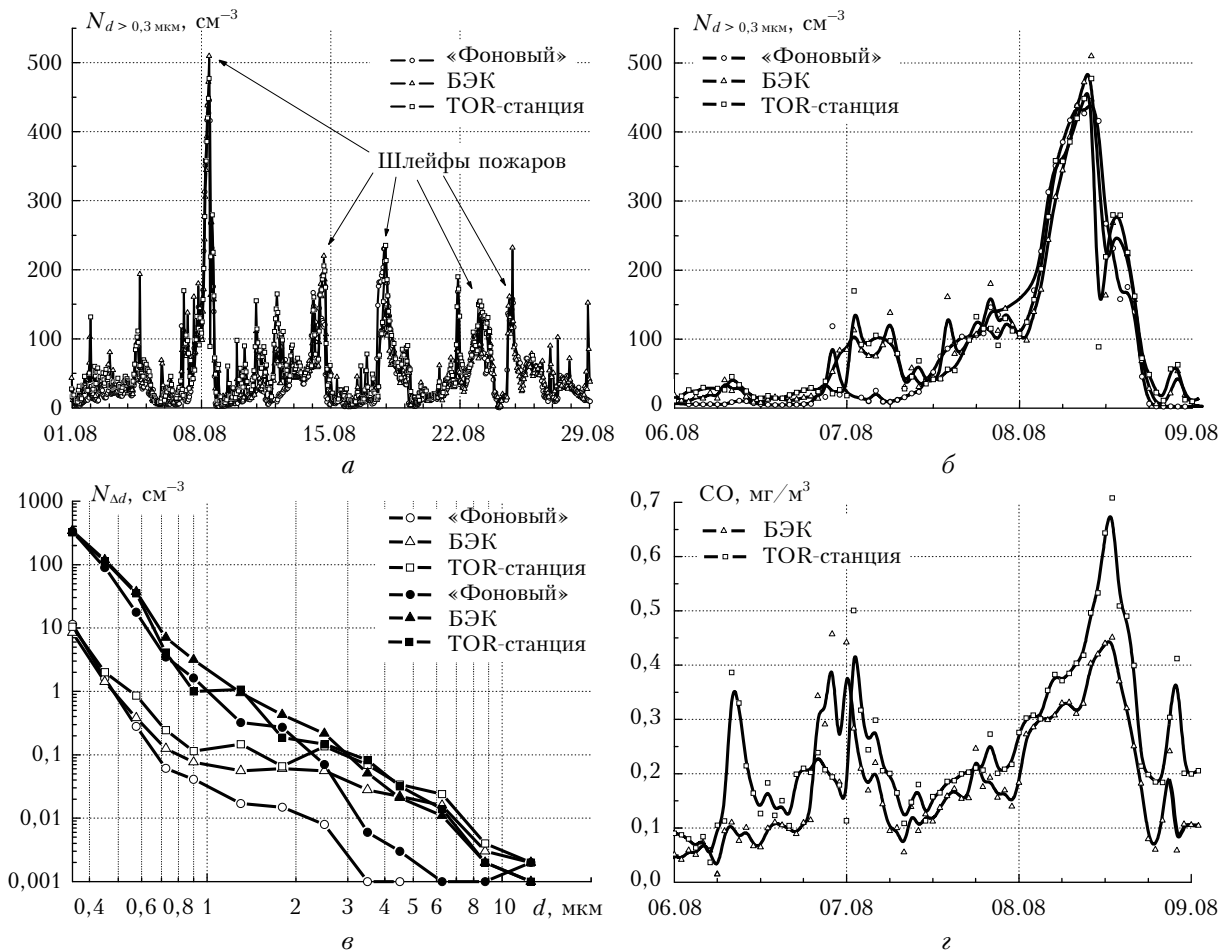 N d > 0,3 мкм, см–3
500
400
300
200
100
0
01.08 08.08 15.08 22.08 29.08
«Фоновый»
БЭК
TOR-станция
Шлейфы пожаров
а
N d > 0,3 мкм, см–3
500
400
300
200
100
0
06.08 07.08 08.08 09.08
«Фоновый»
БЭК
TOR-станция
б
NΔd, см–3
1000
100
10
1
0,1
0,01
0,001
0,4 0,6 0,8 1 2 3 4 5 6 8 10 d, мкм
«Фоновый»
БЭК
TOR-станция
«Фоновый»
БЭК
TOR-станция
в
CO, мг/м3
0,7
0,6
0,5
0,4
0,3
0,2
0,1
0,0
06.08 07.08 08.08 09.08
БЭК
TOR-станция
г